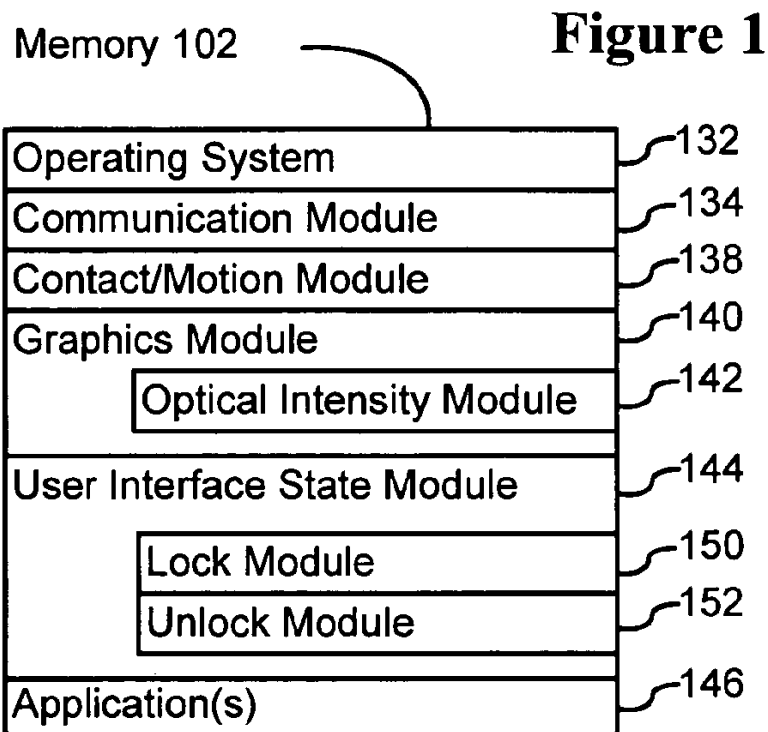 Figure 1
Memory 102
Operating System 132
Communication Module 134
Contact/Motion Module 138
Graphics Module 140
Optical Intensity Module 142
User Interface State Module 144
Lock Module 150
Unlock Module 152
Application(s) 146